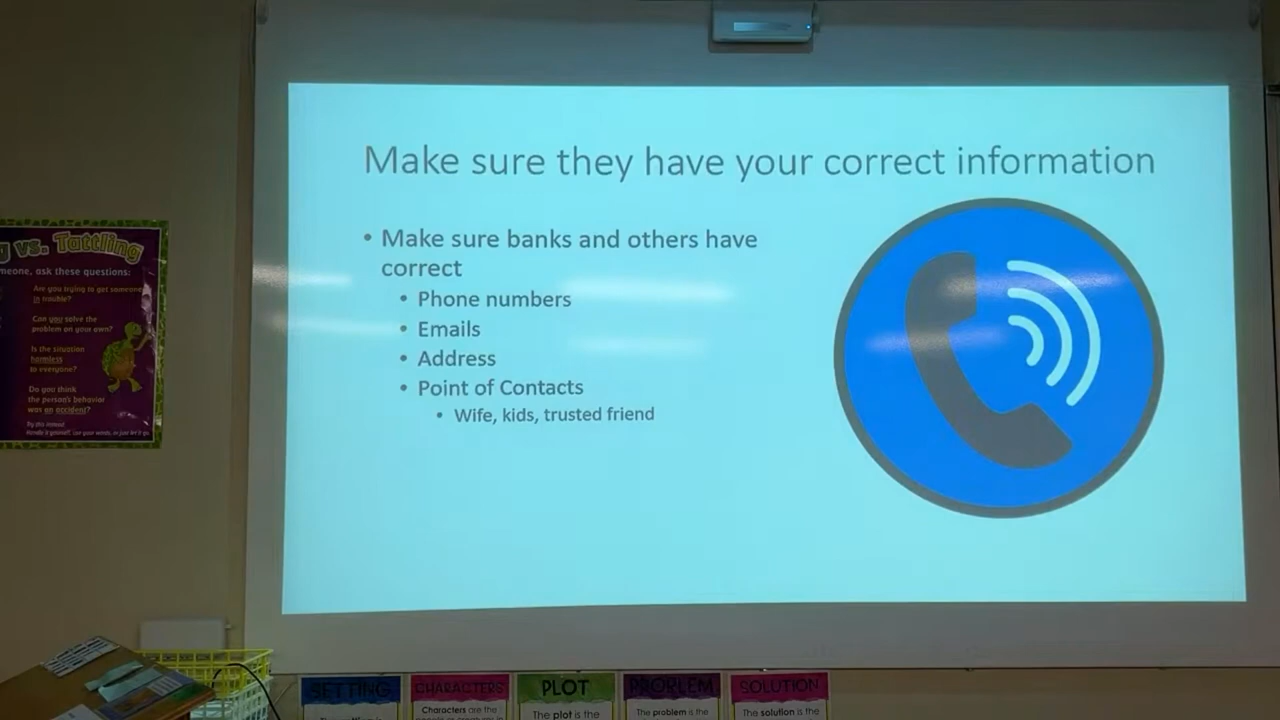 Make sure they have your correct information
• Make sure banks and others have
correct
• Phone numbers
• Emails
• Address
• Point of Contacts
• Wife, kids, trusted friend
vs. Tattling
ask these questions:
Are you trying to get someone
in trouble?
Can you solve the
problem on your own?
Is the situation
harmless
to everyone?
Do you think
the person's behavior
was an accident?
SETTING
CHARACTERS
PLOT
PROBLEM
SOLUTION
Characters are the
The plot is the
The problem is the
The solution is the